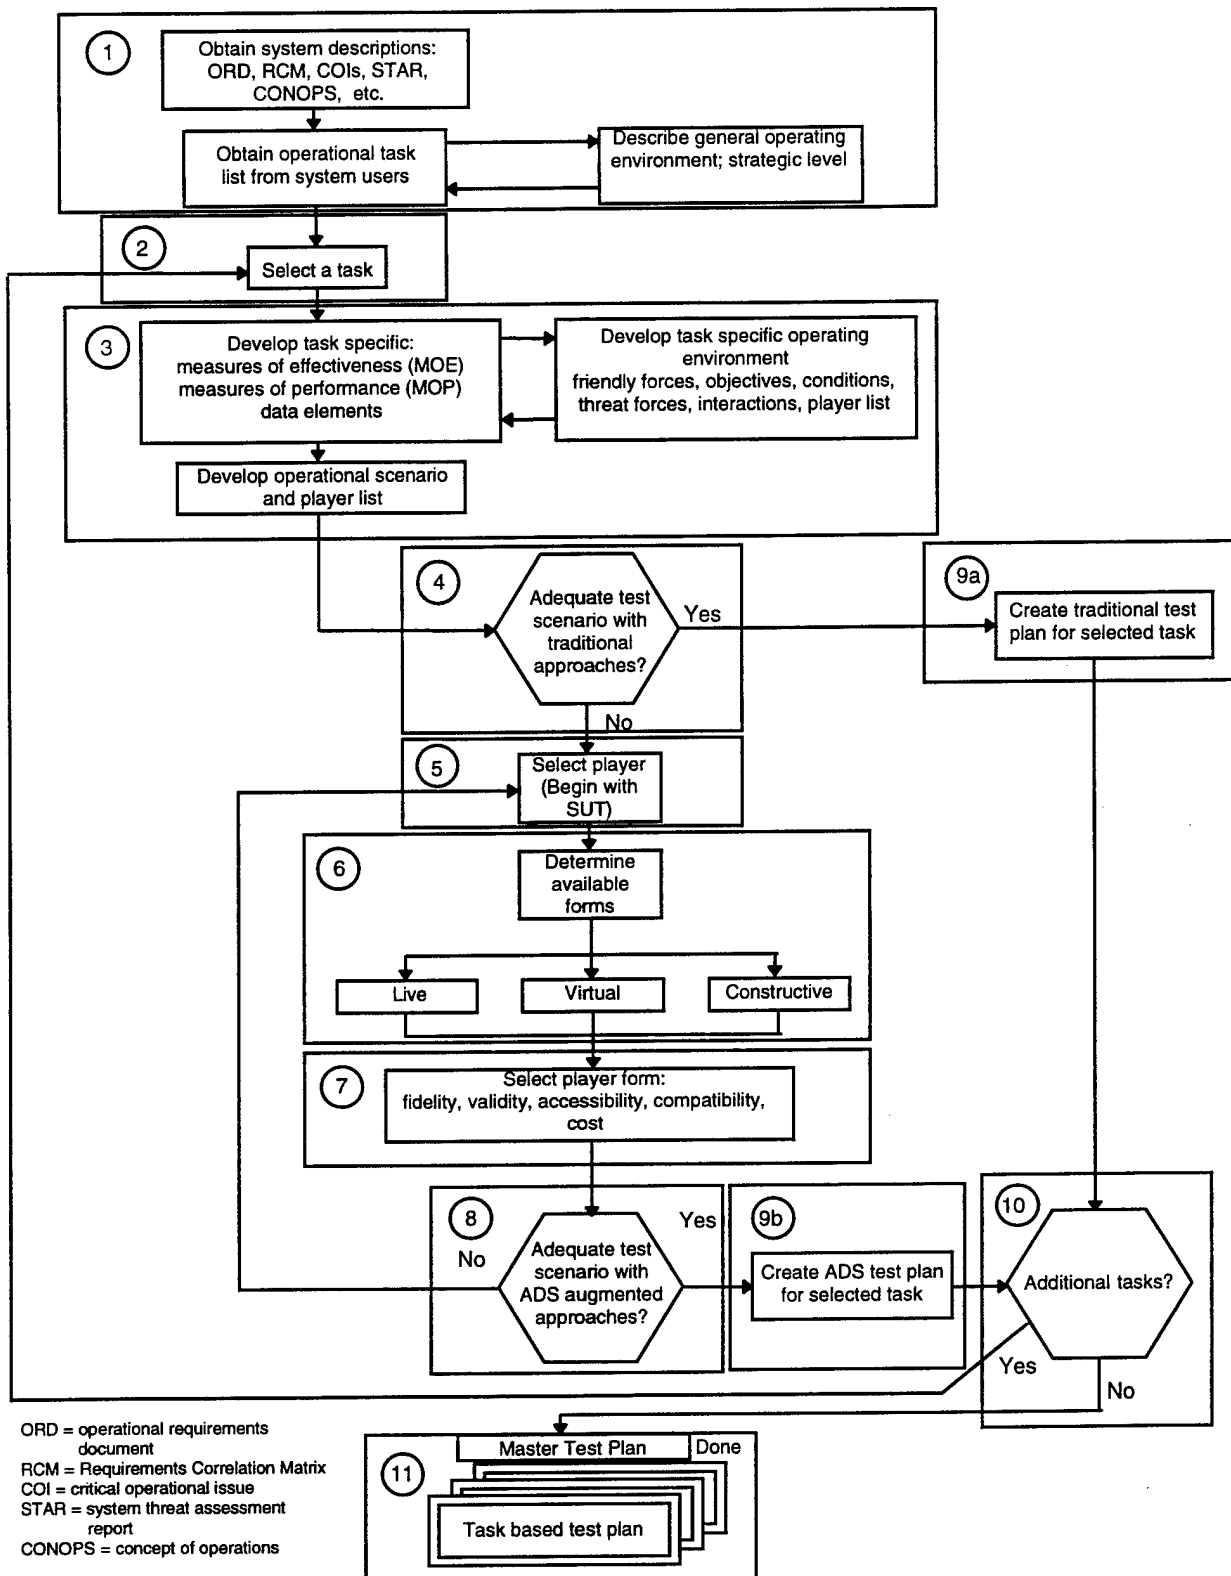 1
Obtain system descriptions:
ORD, RCM, COIs, STAR,
CONOPS, etc.
Obtain operational task
list from system users
Describe general operating
environment; strategic level
2
Select a task
3
Develop task specific:
measures of effectiveness (MOE)
measures of performance (MOP)
data elements
Develop task specific operating
environment
friendly forces, objectives, conditions,
threat forces, interactions, player list
Develop operational scenario
and player list
4
Adequate test
scenario with
traditional
approaches?
Yes
No
9a
Create traditional test
plan for selected task
5
Select player
(Begin with
SUT)
6
Determine
available
forms
Live
Virtual
Constructive
7
Select player form:
fidelity, validity, accessibility, compatibility,
cost
8
No
Adequate test
scenario with
ADS augmented
approaches?
Yes
9b
Create ADS test plan
for selected task
10
Additional tasks?
Yes
No
ORD = operational requirements
document
RCM = Requirements Correlation Matrix
COI = critical operational issue
STAR = system threat assessment
report
CONOPS = concept of operations
11
Master Test Plan
Done
Task based test plan